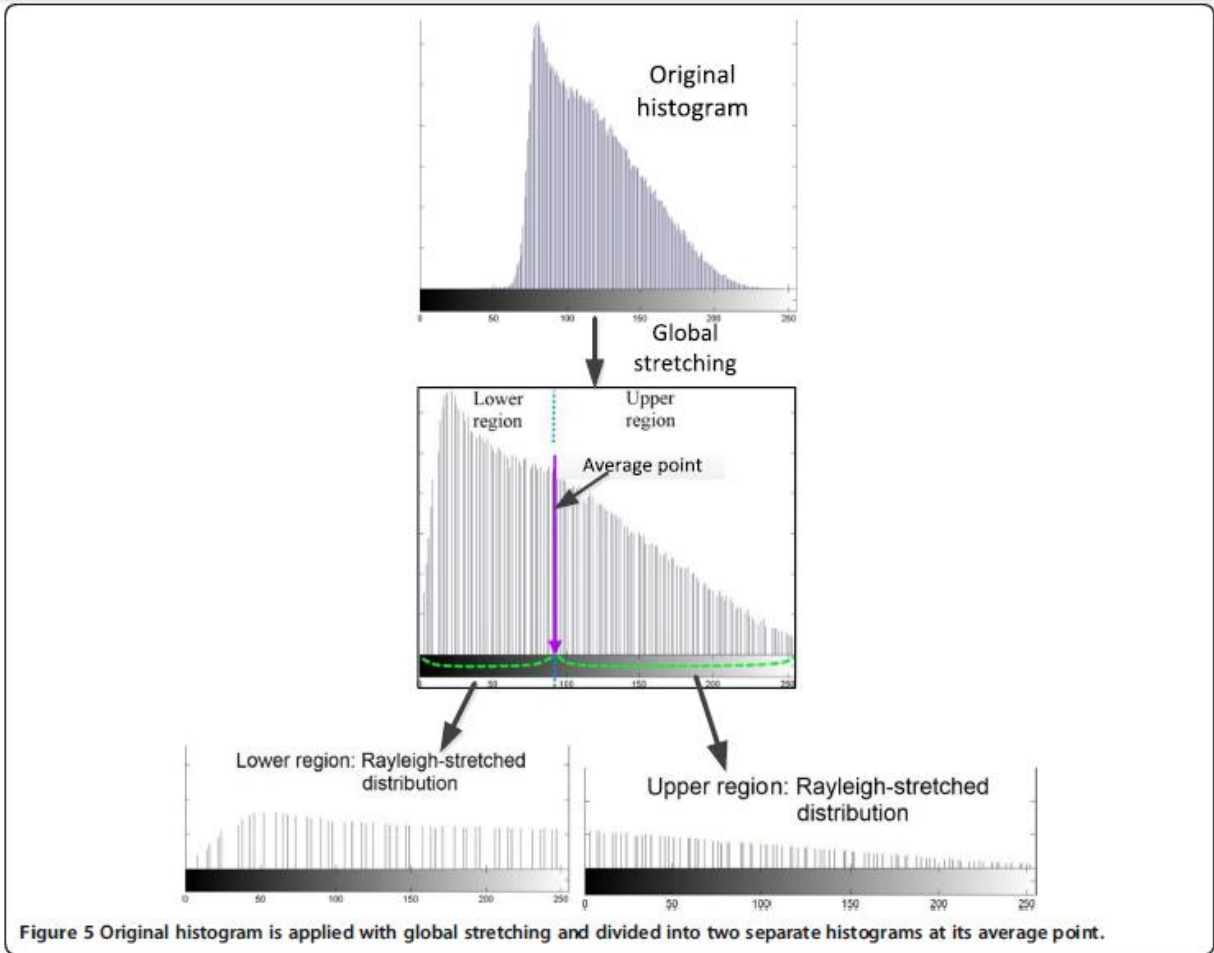 Original
histogram
0 50 100 150 200 250
Global
stretching
Lower
region
Upper
region
Average point
0 50 100 150 200 250
Lower region: Rayleigh-stretched
distribution
0 50 100 150 200 250
Upper region: Rayleigh-stretched
distribution
0 50 100 150 200 250
Figure 5 Original histogram is applied with global stretching and divided into two separate histograms at its average point.